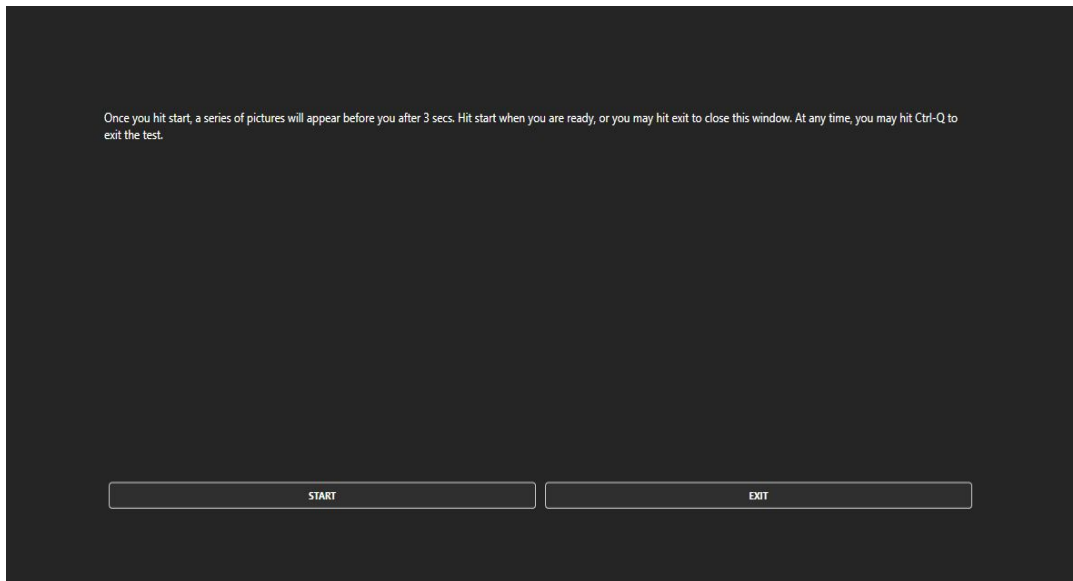 Once you hit start, a series of pictures will appear before you after 3 secs. Hit start when you are ready, or you may hit exit to close this window. At any time, you may hit Ctrl-Q to
exit the test.
START
EXIT